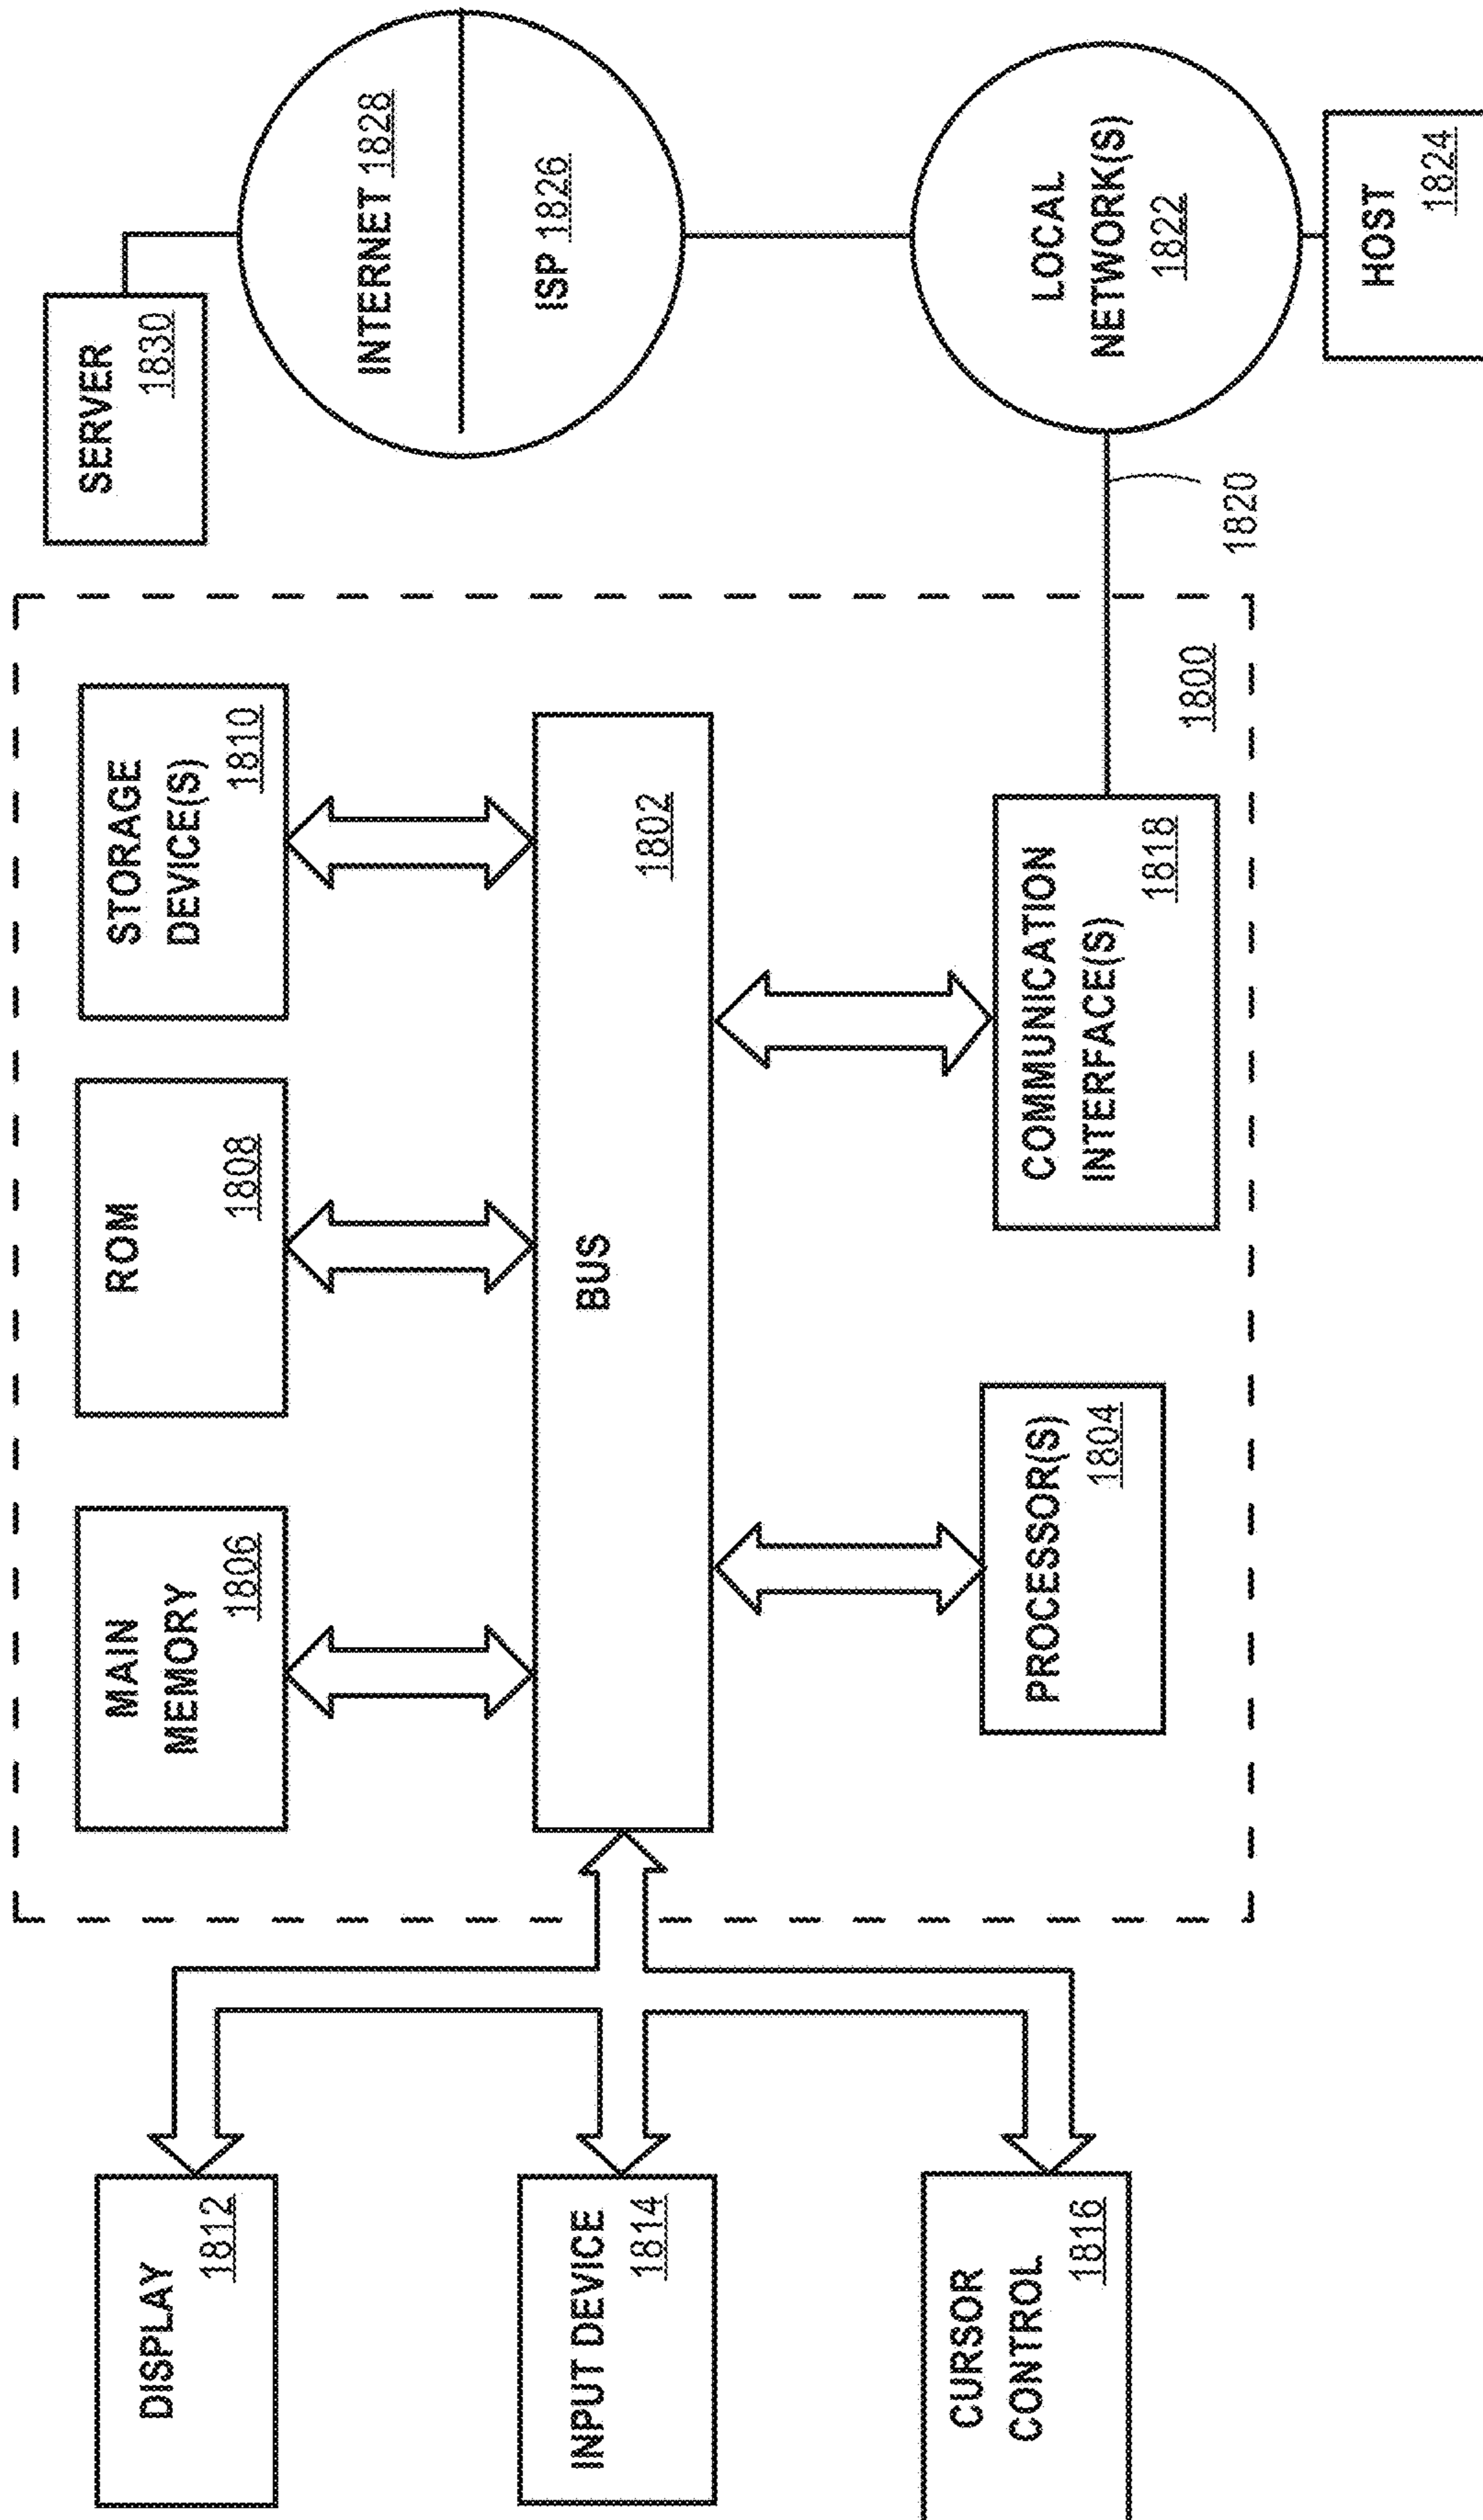 DISPLAY
1812
INPUT DEVICE
1814
CURSOR
CONTROL
1816
MAIN
MEMORY
1806
ROM
1808
STORAGE
DEVICE(S)
1810
BUS
1802
PROCESSOR(S)
1804
COMMUNICATION
INTERFACE(S)
1818
1800
SERVER
1830
INTERNET 1828
ISP 1826
1820
LOCAL
NETWORK(S)
1822
HOST
1824